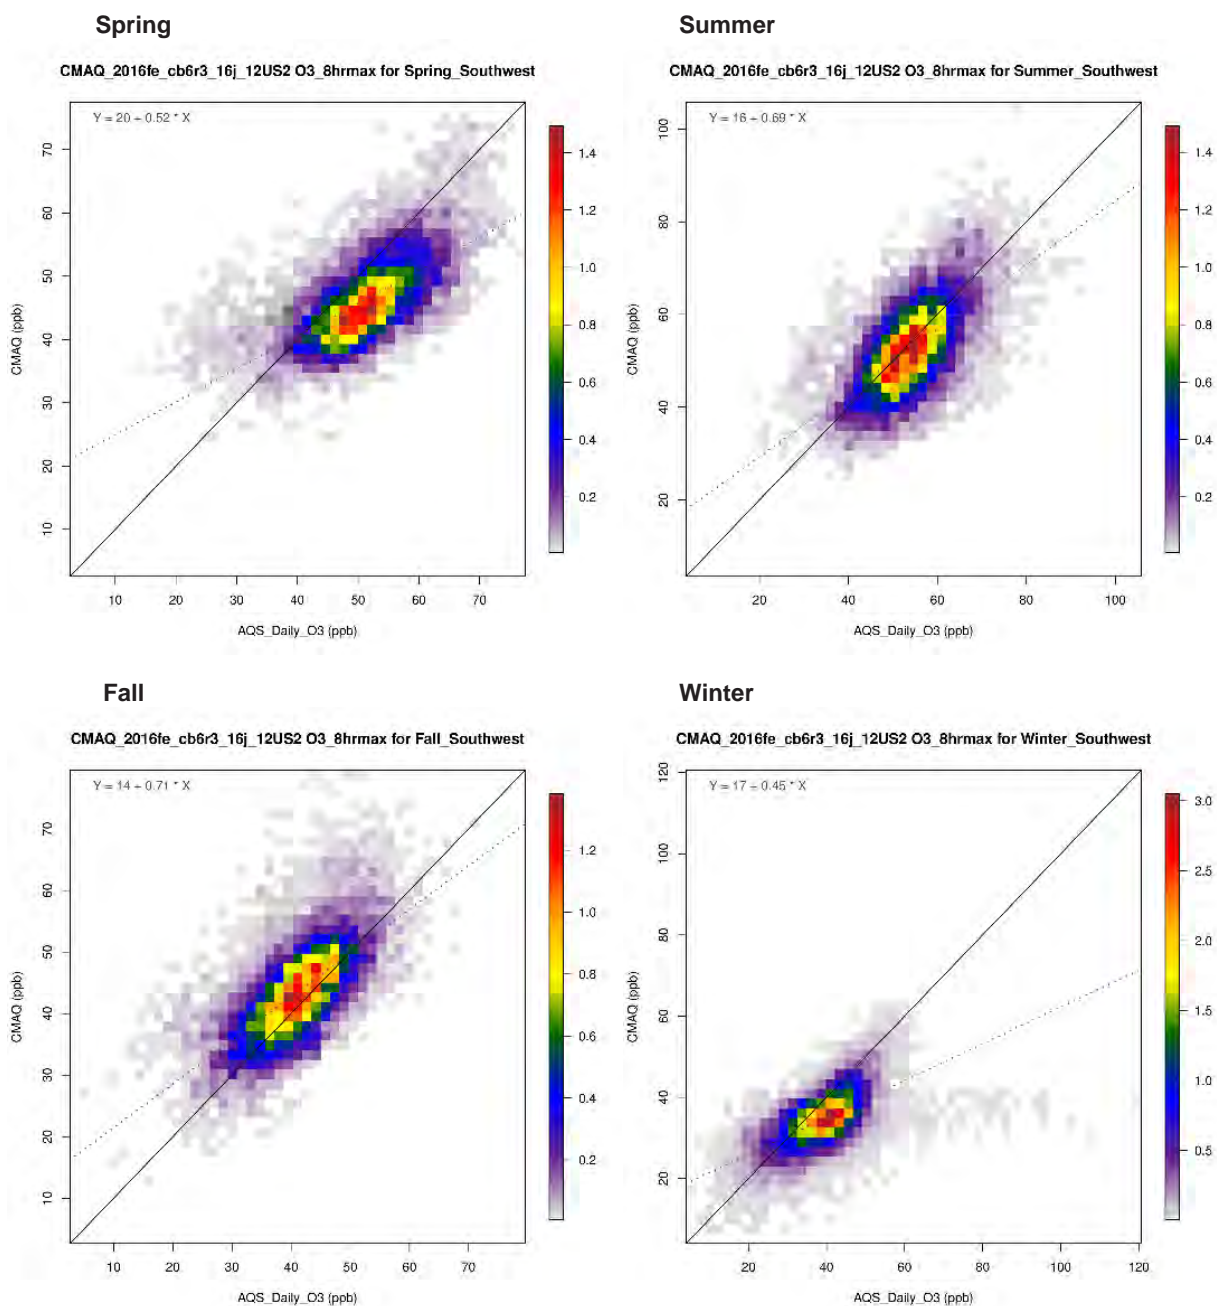 Spring
CMAQ_2016fe_cb6r3_16j_12US2 O3_8hrmax for Spring_Southwest
Y = 20 + 0.52 * X
70
60
50
40
30
20
10
CMAQ (ppb)
10 20 30 40 50 60 70
AQS_Daily_O3 (ppb)
1.4
1.2
1.0
0.8
0.6
0.4
0.2
Summer
CMAQ_2016fe_cb6r3_16j_12US2 O3_8hrmax for Summer_Southwest
Y = 16 + 0.69 * X
100
80
60
40
20
CMAQ (ppb)
20 40 60 80 100
AQS_Daily_O3 (ppb)
1.4
1.2
1.0
0.8
0.6
0.4
0.2
Fall
CMAQ_2016fe_cb6r3_16j_12US2 O3_8hrmax for Fall_Southwest
Y = 14 + 0.71 * X
70
60
50
40
30
20
10
CMAQ (ppb)
10 20 30 40 50 60 70
AQS_Daily_O3 (ppb)
1.2
1.0
0.8
0.6
0.4
0.2
Winter
CMAQ_2016fe_cb6r3_16j_12US2 O3_8hrmax for Winter_Southwest
Y = 17 + 0.45 * X
120
100
80
60
40
20
CMAQ (ppb)
20 40 60 80 100 120
AQS_Daily_O3 (ppb)
3.0
2.5
2.0
1.5
1.0
0.5